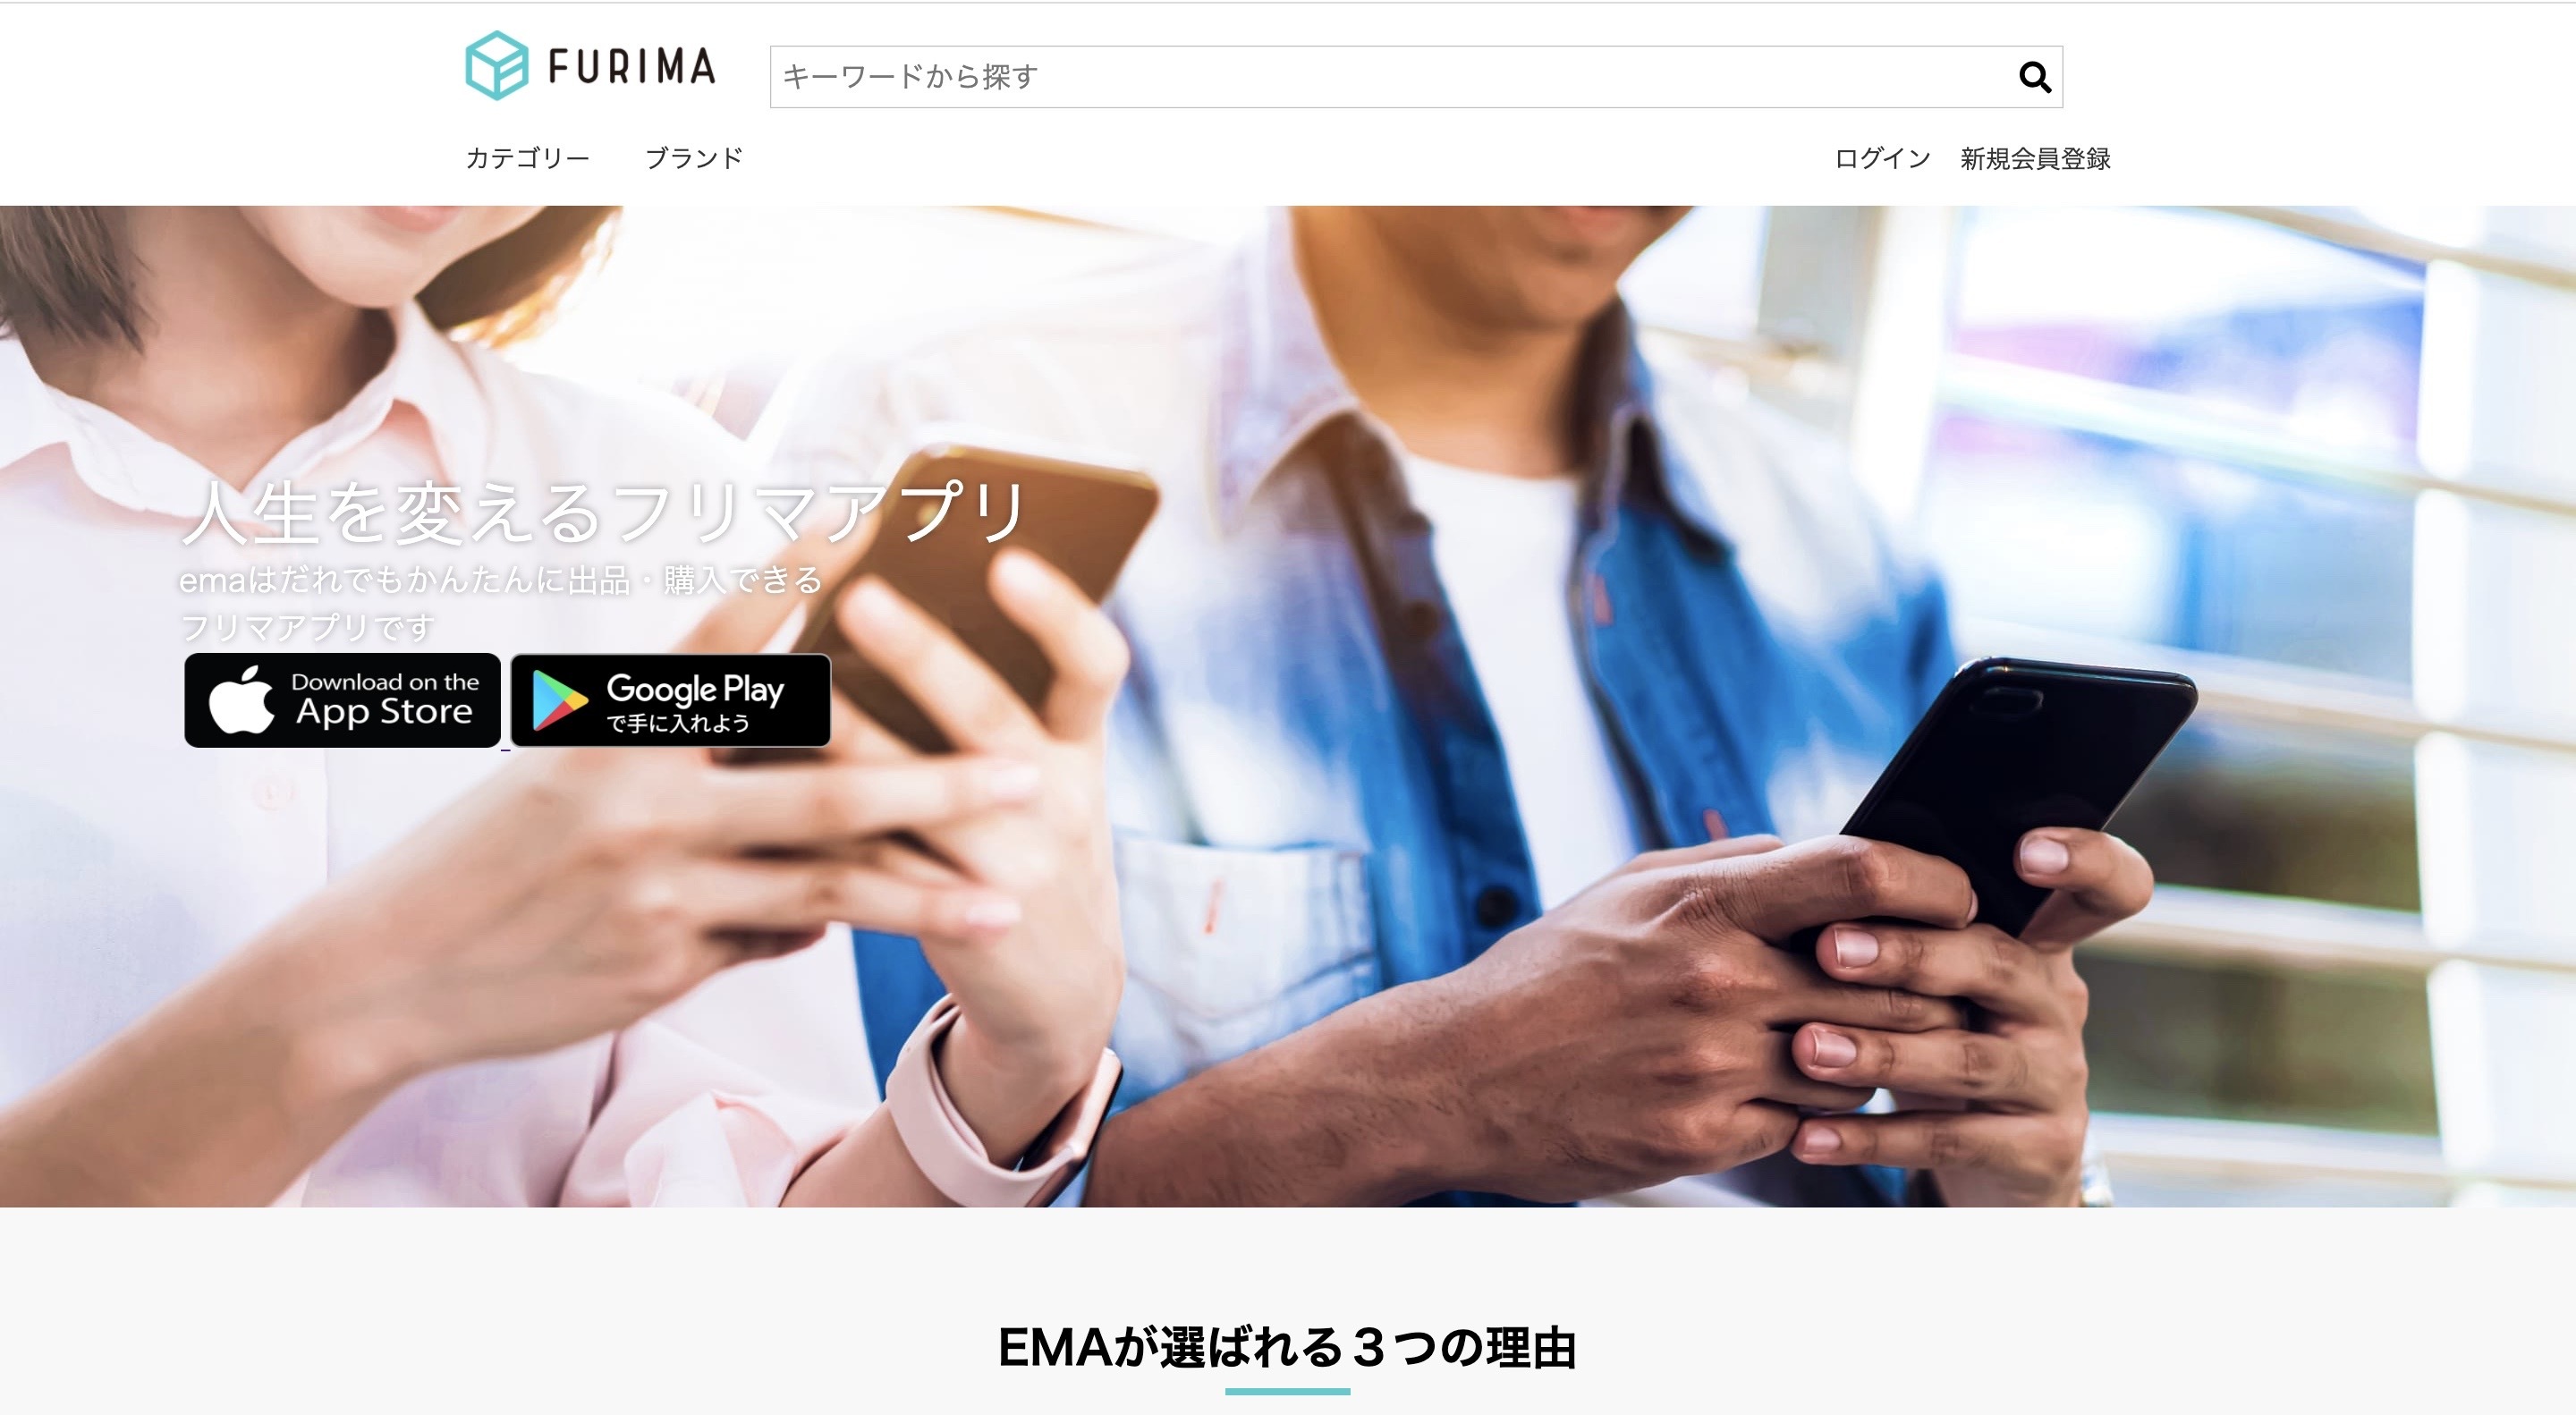 FURIMA
キーワードから探す
カテゴリー ブランド ログイン 新規会員登録
人生を変えるフリマアプリ
emaはだれでもかんたんに出品・購入できる
フリマアプリです
Download on the
App Store
Google Play
で手に入れよう
EMAが選ばれる３つの理由